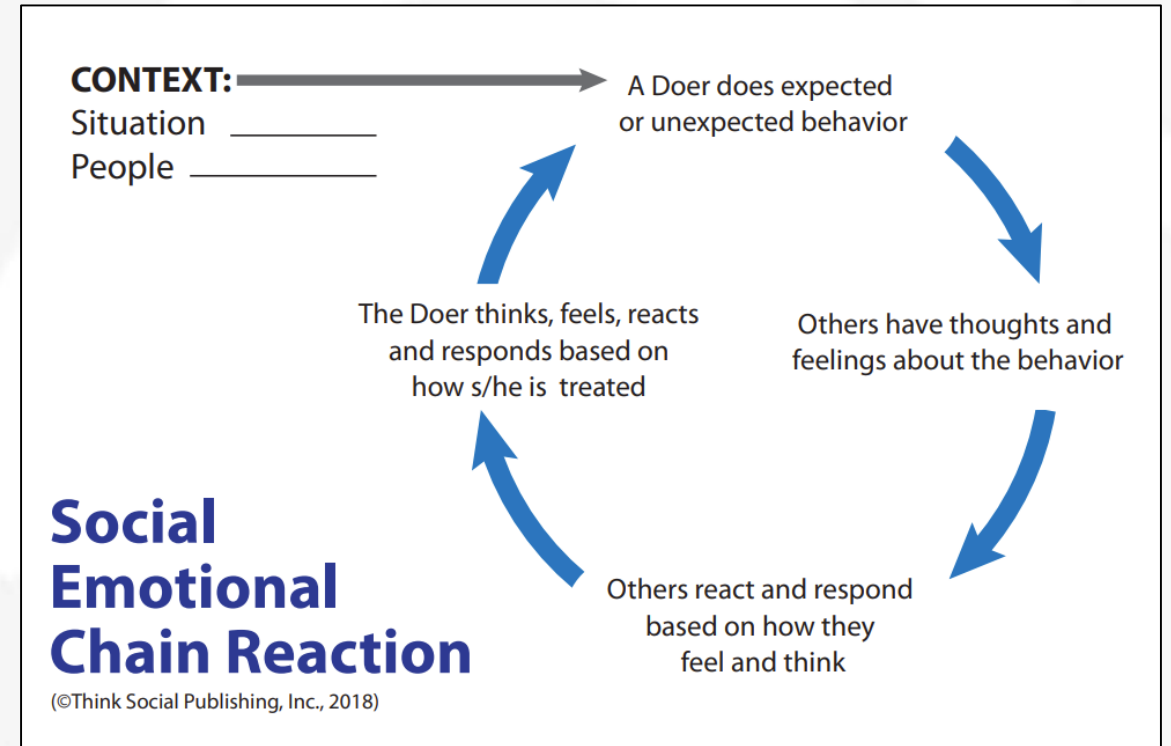 CONTEXT:
Situation ___________
People ______________
A Doer does expected
or unexpected behavior
Others have thoughts and
feelings about the behavior
Others react and respond
based on how they
feel and think
The Doer thinks, feels, reacts
and responds based on
how s/he is treated
Social
Emotional
Chain Reaction
(©Think Social Publishing, Inc., 2018)